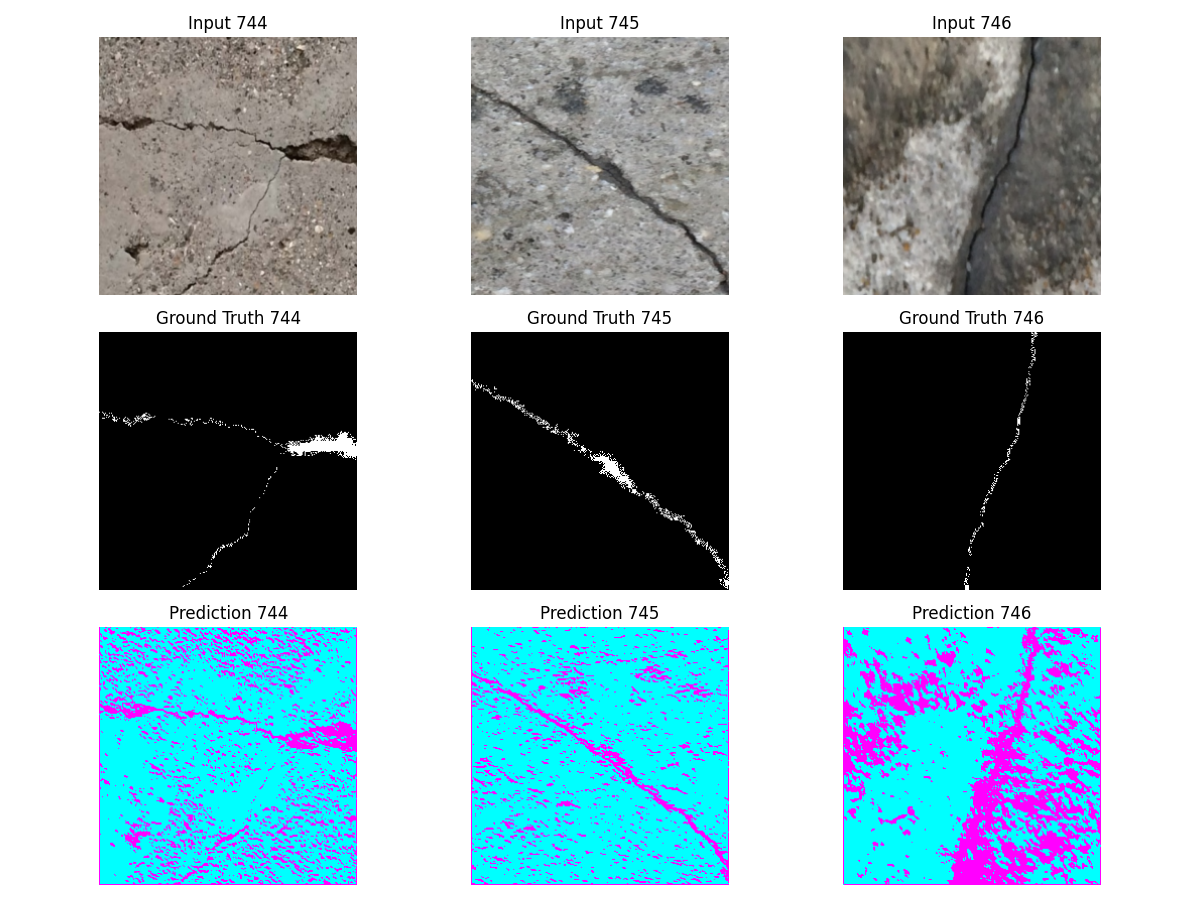 Input 744
Input 745
Input 746
Ground Truth 744
Ground Truth 745
Ground Truth 746
Prediction 744
Prediction 745
Prediction 746